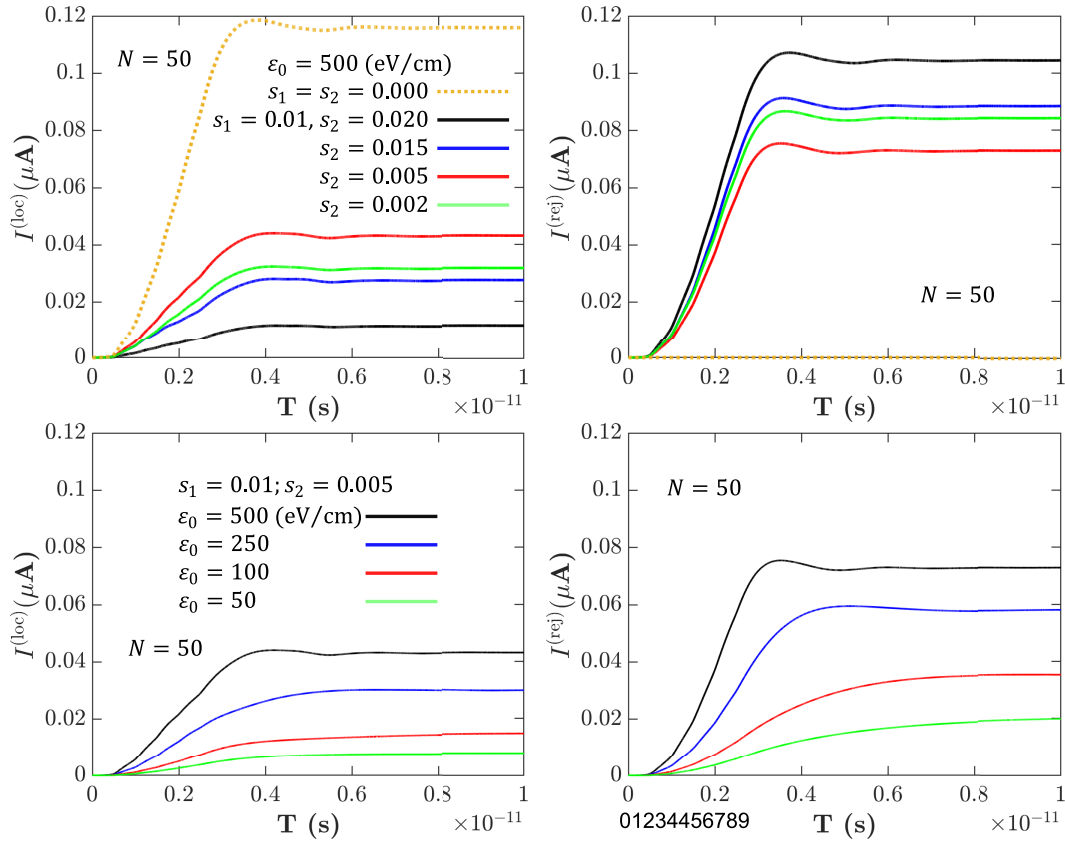 0.12
0.1
0.08
0.06
0.04
0.02
0
I^(loc)(μA)
N = 50
ε₀ = 500 (eV/cm)
s₁ = s₂ = 0.000
s₁ = 0.01, s₂ = 0.020
s₂ = 0.015
s₂ = 0.005
s₂ = 0.002
0 0.2 0.4 0.6 0.8 1
T (s)
×10⁻¹¹
0.12
0.1
0.08
0.06
0.04
0.02
0
I^(rej)(μA)
N = 50
0 0.2 0.4 0.6 0.8 1
T (s)
×10⁻¹¹
0.12
0.1
0.08
0.06
0.04
0.02
0
I^(loc)(μA)
s₁ = 0.01; s₂ = 0.005
ε₀ = 500 (eV/cm)
ε₀ = 250
ε₀ = 100
ε₀ = 50
N = 50
0 0.2 0.4 0.6 0.8 1
T (s)
×10⁻¹¹
0.12
0.1
0.08
0.06
0.04
0.02
0
I^(rej)(μA)
N = 50
0 0.2 0.4 0.6 0.8 1
01234456789
T (s)
×10⁻¹¹